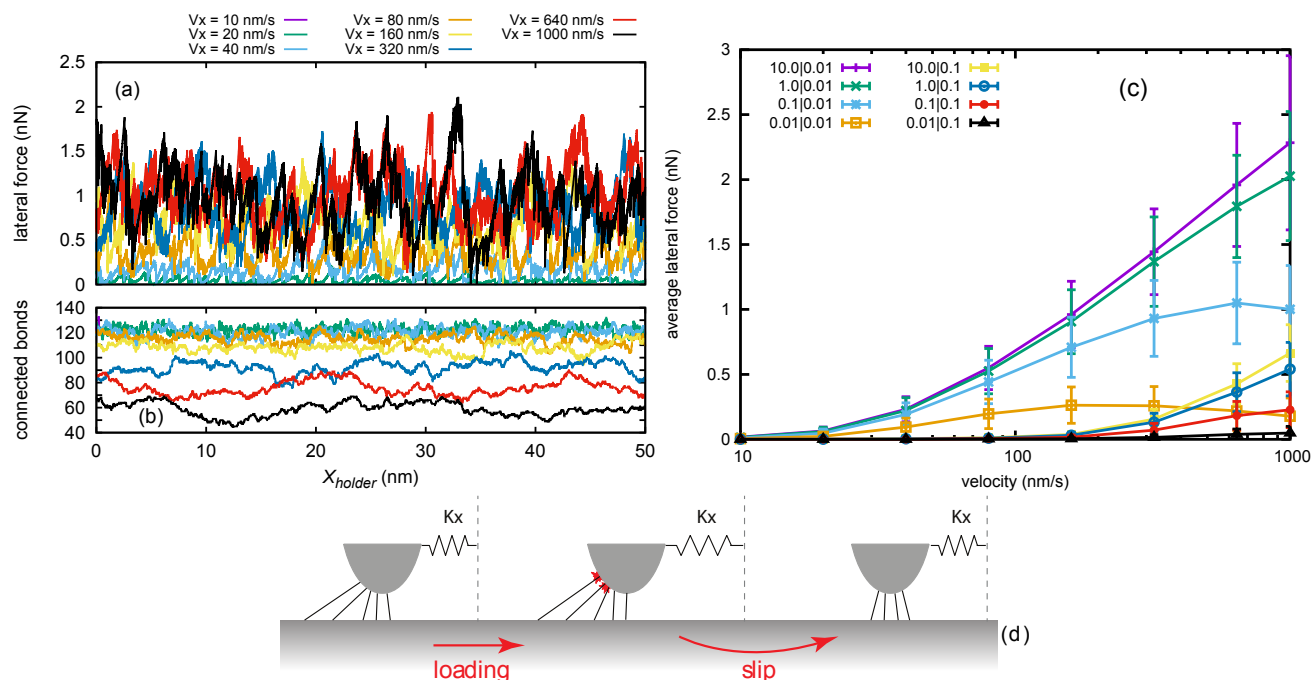 Vx = 10 nm/s Vx = 80 nm/s Vx = 640 nm/s
Vx = 20 nm/s Vx = 160 nm/s Vx = 1000 nm/s
Vx = 40 nm/s Vx = 320 nm/s
(a)
lateral force (nN)
2.5
2
1.5
1
0.5
0
(b)
connected bonds
140
120
100
80
60
40
0 10 20 30 40 50
Xholder (nm)
(c)
10.0|0.01 10.0|0.1
1.0|0.01 1.0|0.1
0.1|0.01 0.1|0.1
0.01|0.01 0.01|0.1
average lateral force(nN)
3
2.5
2
1.5
1
0.5
0
10 100 1000
velocity (nm/s)
Kx Kx Kx
(d)
loading slip